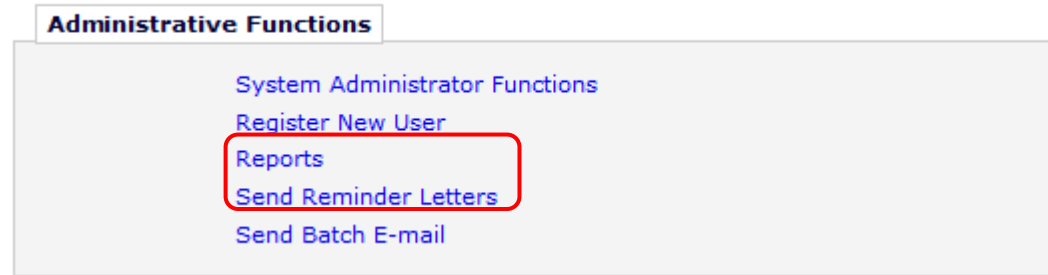 Administrative Functions
System Administrator Functions
Register New User
Reports
Send Reminder Letters
Send Batch E-mail